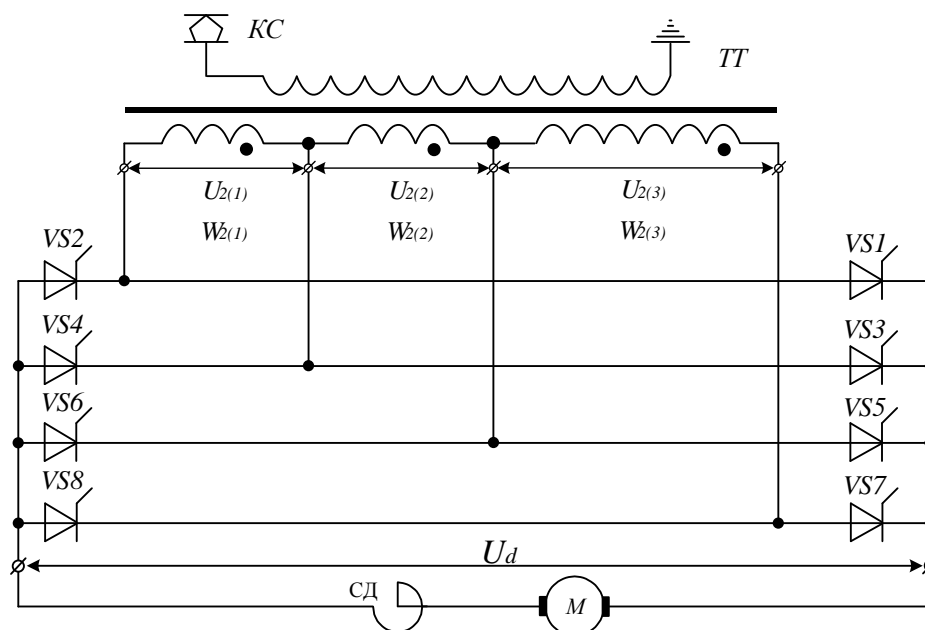 КС
ТТ
U2(1)
U2(2)
U2(3)
W2(1)
W2(2)
W2(3)
VS2
VS1
VS4
VS3
VS6
VS5
VS8
VS7
Ud
СД
М